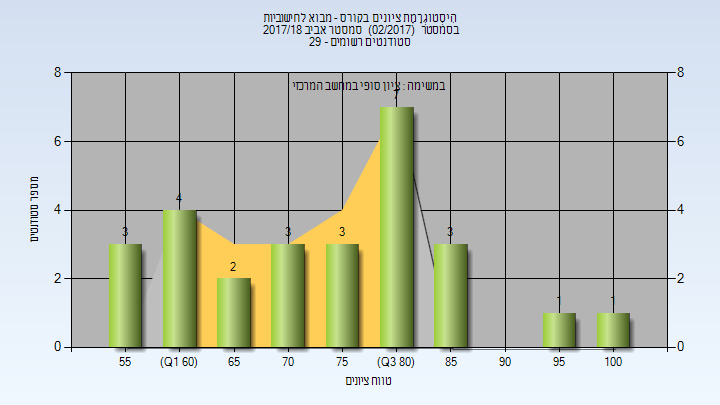 היסטוגרמת ציונים בקורס - מבוא לחישוביות
בסמסטר (02/2017) סמסטר אביב 2017/18
סטודנטים רשומים - 29
במשימה : ציון סופי במחשב המרכזי
8 8
6 6
4 4
2 2
0 0
3 4 2 3 3 7 3 1 1
מספר סטודנטים
55 (Q1 60) 65 70 75 (Q3 80) 85 90 95 100
טווח ציונים